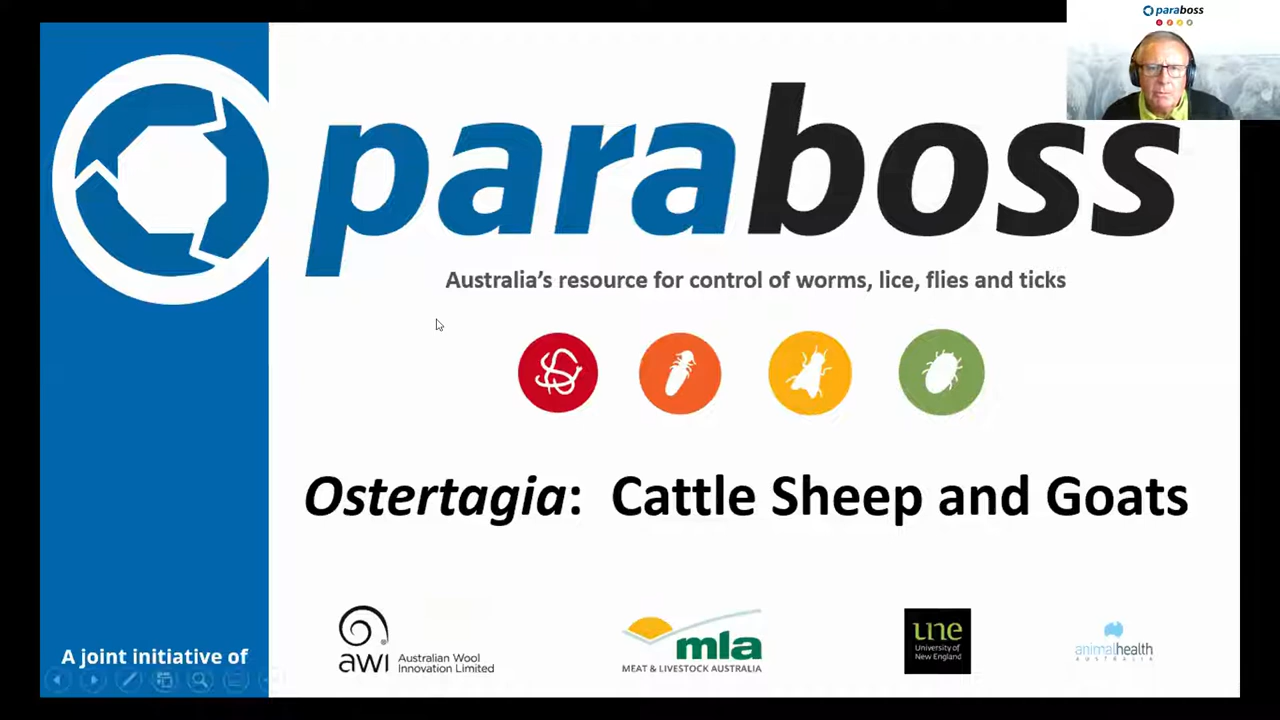 paraboss
paraboss
Australia's resource for control of worms, lice, flies and ticks
Ostertagia: Cattle Sheep and Goats
A joint initiative of
awi Australian Wool
Innovation Limited
mla
MEAT & LIVESTOCK AUSTRALIA
une
University
of New England
animalhealth
AUSTRALIA